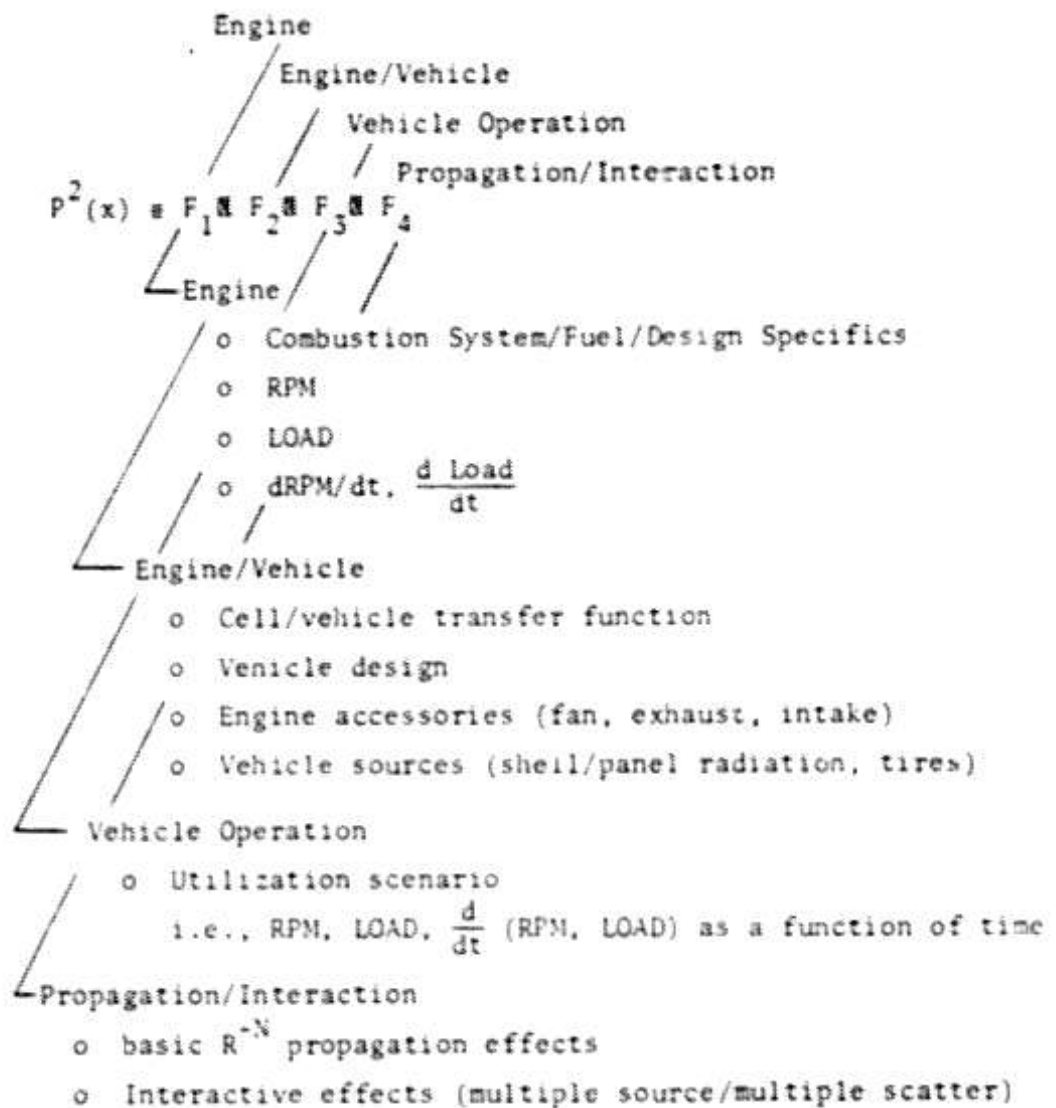 Engine
Engine/Vehicle
Vehicle Operation
Propagation/Interaction
P²(x) ≡ F₁ ⊗ F₂ ⊗ F₃ ⊗ F₄
Engine
o Combustion System/Fuel/Design Specifics
o RPM
o LOAD
o dRPM/dt, d Load/dt
Engine/Vehicle
o Cell/vehicle transfer function
o Venicle design
o Engine accessories (fan, exhaust, intake)
o Vehicle sources (shell/panel radiation, tires)
Vehicle Operation
o Utilization scenario
i.e., RPM, LOAD, d/dt (RPM, LOAD) as a function of time
Propagation/Interaction
o basic R⁻ᴺ propagation effects
o Interactive effects (multiple source/multiple scatter)